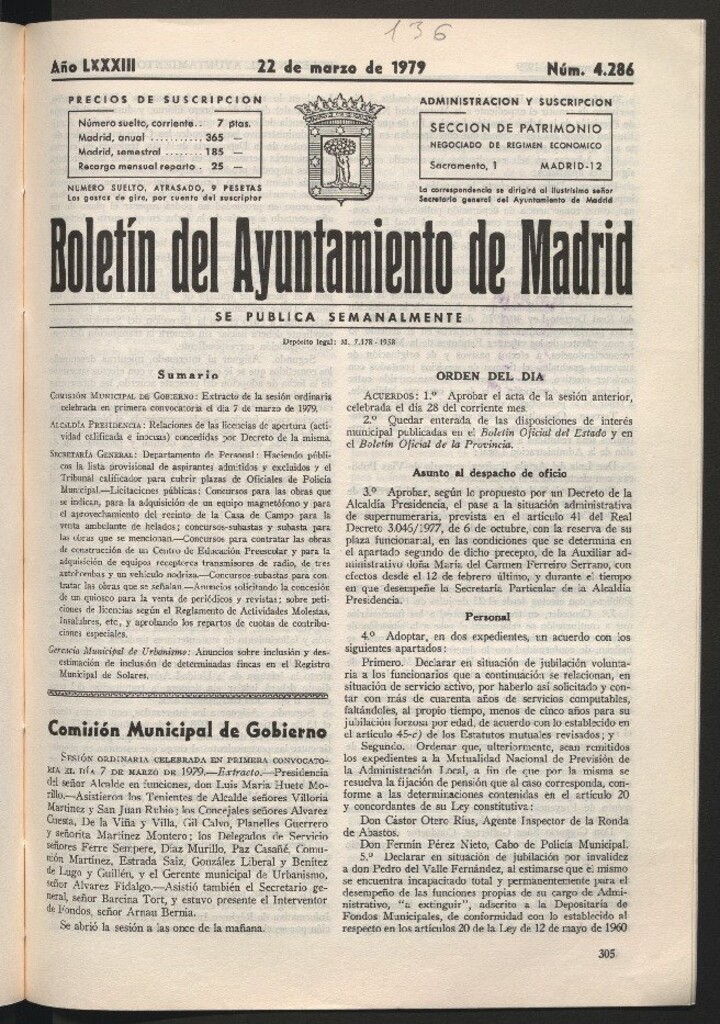 136
Año LXXXIII 22 de marzo de 1979 Núm. 4.286
PRECIOS DE SUSCRIPCION
Número suelto, corriente.. 7 ptas.
Madrid, anual ........... 365 —
Madrid, semestral ....... 185 —
Recargo mensual reparto . 25 —
NUMERO SUELTO, ATRASADO, 9 PESETAS
Los gastos de giro, por cuenta del suscriptor
ADMINISTRACION Y SUSCRIPCION
SECCION DE PATRIMONIO
NEGOCIADO DE REGIMEN ECONOMICO
Sacramento, 1 MADRID-12
La correspondencia se dirigirá al ilustrísimo señor
Secretario general del Ayuntamiento de Madrid
Boletín del Ayuntamiento de Madrid
SE PUBLICA SEMANALMENTE
Depósito legal: M. 7.178 - 1958
Sumario
COMISIÓN MUNICIPAL DE GOBIERNO: Extracto de la sesión ordinaria
celebrada en primera convocatoria el día 7 de marzo de 1979.
ALCALDÍA PRESIDENCIA: Relaciones de las licencias de apertura (acti-
vidad calificada e inocuas) concedidas por Decreto de la misma.
SECRETARÍA GENERAL: Departamento de Personal: Haciendo públi-
cos la lista provisional de aspirantes admitidos y excluidos y el
Tribunal calificador para cubrir plazas de Oficiales de Policía
Municipal.—Licitaciones públicas: Concursos para las obras que
se indican, para la adquisición de un equipo magnetófono y para
el aprovechamiento del recinto de la Casa de Campo para la
venta ambulante de helados; concursos-subastas y subasta para
las obras que se mencionan.—Concursos para contratar las obras
de construcción de un Centro de Educación Preescolar y para la
adquisición de equipos receptores transmisores de radio, de tres
autobombas y un vehículo nodriza.—Concursos-subastas para con-
tratar las obras que se señalan.—Anuncios solicitando la concesión
de un quiosco para la venta de periódicos y revistas; sobre peti-
ciones de licencias según el Reglamento de Actividades Molestas,
Insalubres, etc., y aprobando los repartos de cuotas de contribu-
ciones especiales.
Gerencia Municipal de Urbanismo: Anuncios sobre inclusión y des-
estimación de inclusión de determinadas fincas en el Registro
Municipal de Solares.
Comisión Municipal de Gobierno
SESIÓN ORDINARIA CELEBRADA EN PRIMERA CONVOCATO-
RIA EL DÍA 7 DE MARZO DE 1979.—Extracto.—Presidencia
del señor Alcalde en funciones, don Luis María Huete Mo-
rillo.—Asistieron los Tenientes de Alcalde señores Villoria
Martínez y San Juan Rubio; los Concejales señores Alvarez
Cuesta, De la Viña y Villa, Gil Calvo, Planelles Guerrero
y señorita Martínez Montero; los Delegados de Servicio
señores Ferre Sempere, Díaz Murillo, Paz Casañé, Comu-
nión Martínez, Estrada Saiz, González Liberal y Benítez
de Lugo y Guillén, y el Gerente municipal de Urbanismo,
señor Alvarez Fidalgo.—Asistió también el Secretario ge-
neral, señor Barcina Tort, y estuvo presente el Interventor
de Fondos, señor Arnau Bernia.
Se abrió la sesión a las once de la mañana.
ORDEN DEL DIA
ACUERDOS: 1.º Aprobar el acta de la sesión anterior,
celebrada el día 28 del corriente mes.
2.º Quedar enterada de las disposiciones de interés
municipal publicadas en el Boletín Oficial del Estado y en
el Boletín Oficial de la Provincia.
Asunto al despacho de oficio
3.º Aprobar, según lo propuesto por un Decreto de la
Alcaldía Presidencia, el pase a la situación administrativa
de supernumeraria, prevista en el artículo 41 del Real
Decreto 3.046/1977, de 6 de octubre, con la reserva de su
plaza funcionarial, en las condiciones que se determina en
el apartado segundo de dicho precepto, de la Auxiliar ad-
ministrativo doña María del Carmen Ferreiro Serrano, con
efectos desde el 12 de febrero último, y durante el tiempo
en que desempeñe la Secretaría Particular de la Alcaldía
Presidencia.
Personal
4.º Adoptar, en dos expedientes, un acuerdo con los
siguientes apartados:
Primero. Declarar en situación de jubilación volunta-
ria a los funcionarios que a continuación se relacionan, en
situación de servicio activo, por haberlo así solicitado y con-
tar con más de cuarenta años de servicios computables,
faltándoles, al propio tiempo, menos de cinco años para su
jubilación forzosa por edad, de acuerdo con lo establecido en
el artículo 45-c) de los Estatutos mutuales revisados; y
Segundo. Ordenar que, ulteriormente, sean remitidos
los expedientes a la Mutualidad Nacional de Previsión de
la Administración Local, a fin de que por la misma se
resuelva la fijación de pensión que al caso corresponda, con-
forme a las determinaciones contenidas en el artículo 20
y concordantes de su Ley constitutiva:
Don Cástor Otero Ríus, Agente Inspector de la Ronda
de Abastos.
Don Fermín Pérez Nieto, Cabo de Policía Municipal.
5.º Declarar en situación de jubilación por invalidez
a don Pedro del Valle Fernández, al estimarse que el mismo
se encuentra incapacitado total y permanentemente para el
desempeño de las funciones propias de su cargo de Admi-
nistrativo, "a extinguir", adscrito a la Depositaría de
Fondos Municipales, de conformidad con lo establecido al
respecto en los artículos 20 de la Ley de 12 de mayo de 1960
305